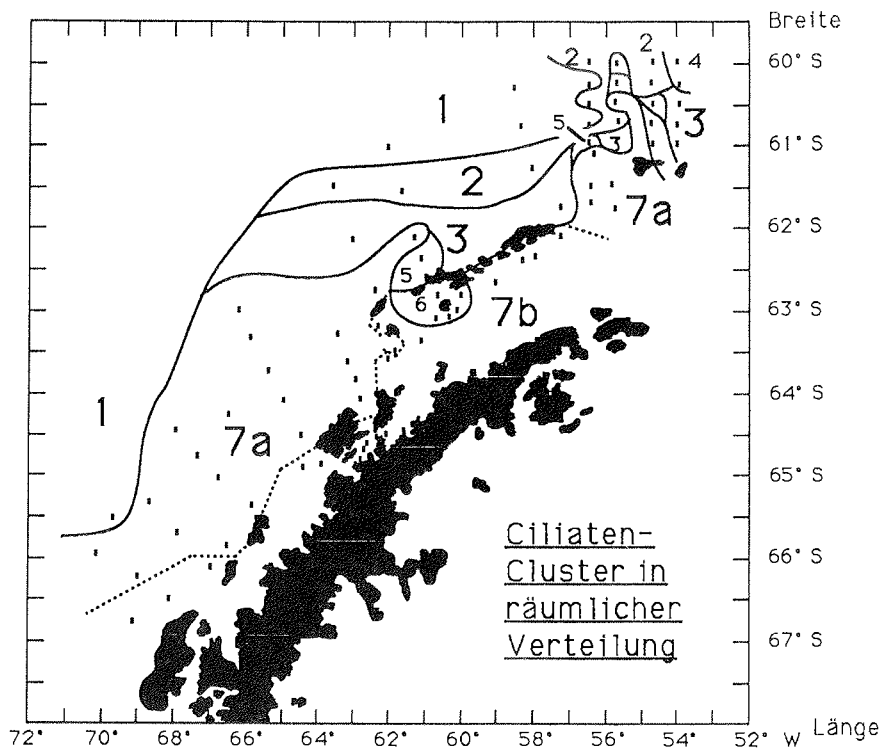 Breite
60° S
61° S
62° S
63° S
64° S
65° S
66° S
67° S
2
2
4
1
5
3
3
2
7a
3
5
6
7b
1
7a
Ciliaten-
Cluster in
räumlicher
Verteilung
72° 70° 68° 66° 64° 62° 60° 58° 56° 54° 52° W Länge